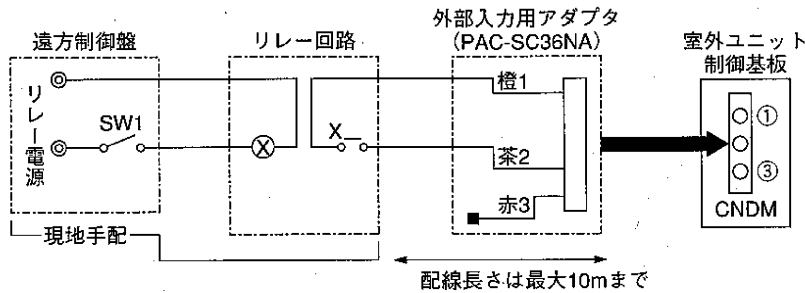 遠方制御盤
リレー回路
外部入力用アダプタ
(PAC-SC36NA)
室外ユニット
制御基板
リレー電源
SW1
X
X
橙1
茶2
赤3
①
③
CNDM
現地手配
配線長さは最大10mまで